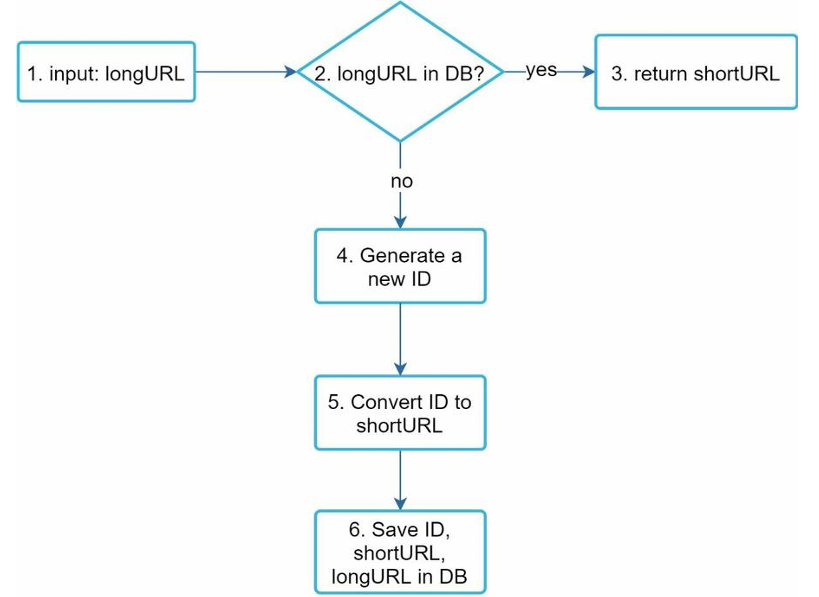 1. input: longURL
2. longURL in DB?
yes
3. return shortURL
no
4. Generate a
new ID
5. Convert ID to
shortURL
6. Save ID,
shortURL,
longURL in DB